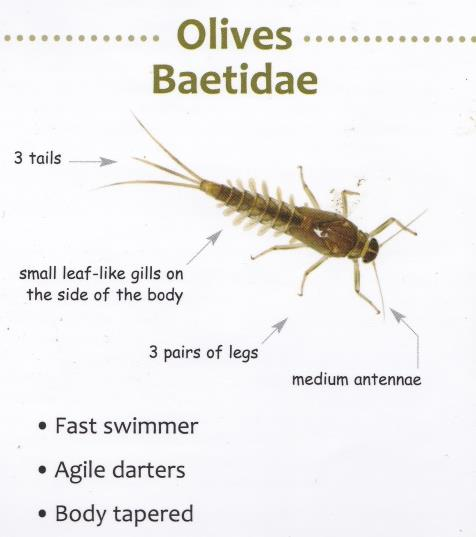 Olives
Baetidae
3 tails
small leaf-like gills on
the side of the body
3 pairs of legs
medium antennae
• Fast swimmer
• Agile darters
• Body tapered